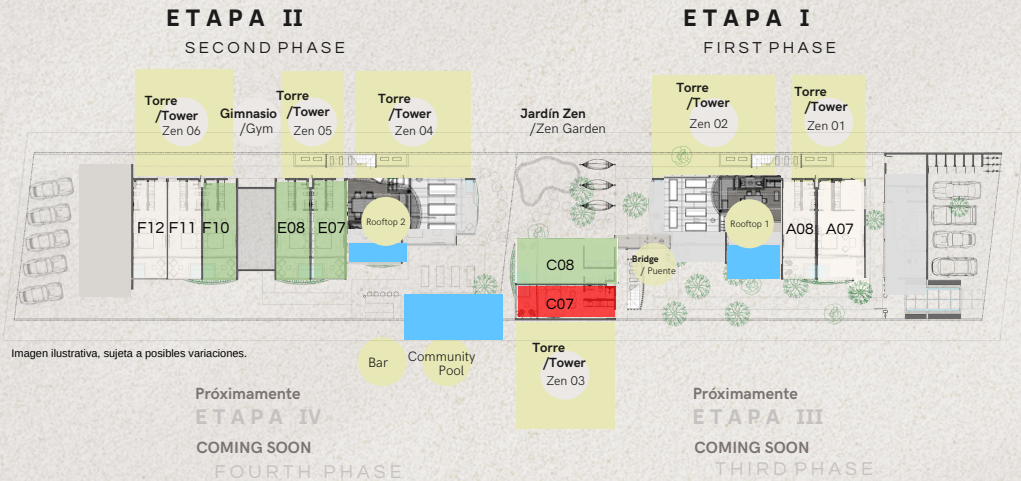 ETAPA II
SECOND PHASE
ETAPA I
FIRST PHASE
Torre
/Tower
Zen 06
Gimnasio
/Gym
Torre
/Tower
Zen 05
Torre
/Tower
Zen 04
Jardín Zen
/Zen Garden
Torre
/Tower
Zen 02
Torre
/Tower
Zen 01
F12
F11
F10
E08
E07
Rooftop 2
C08
C07
Bridge
/ Puente
Rooftop 1
A08
A07
Imagen ilustrativa, sujeta a posibles variaciones.
Bar
Community
Pool
Torre
/Tower
Zen 03
Próximamente
ETAPA IV
COMING SOON
FOURTH PHASE
Próximamente
ETAPA III
COMING SOON
THIRD PHASE